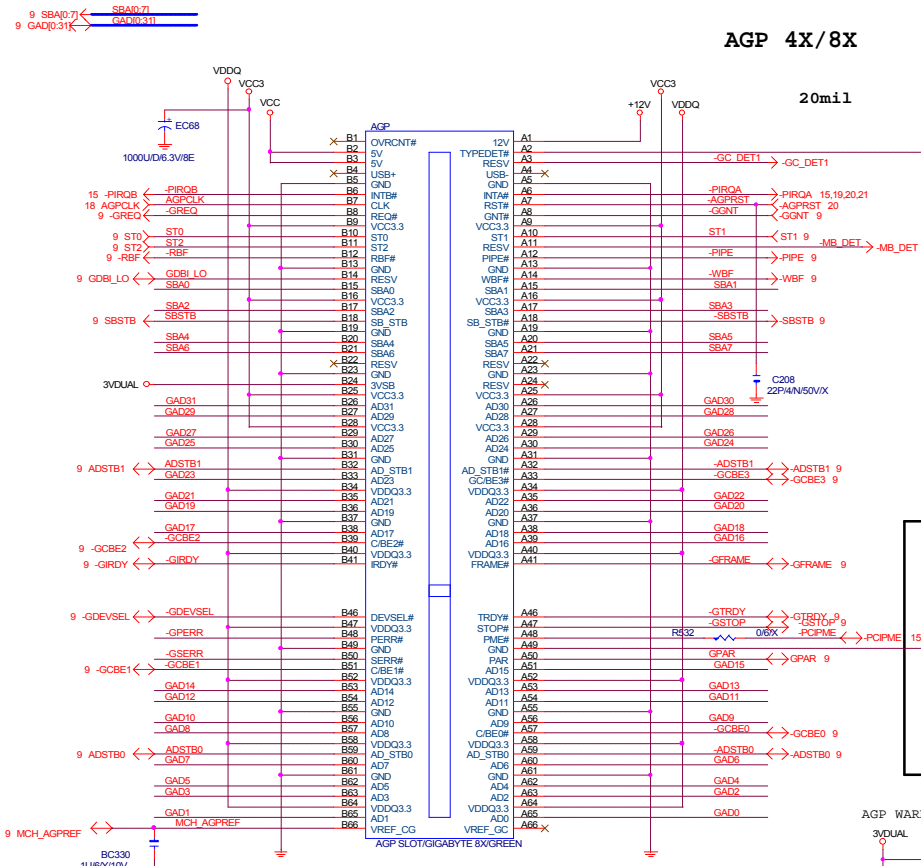 9 SBA[0:7] SBA[0:7]
9 GAD[0:31] GAD[0:31]
AGP 4X/8X
20mil
VDDQ
VCC3
VCC
VCC3
+12V VDDQ
EC68
1000U/D/6.3V/8E
AGP
B1 OVRCNT# 12V A1
B2 5V TYPEDET# A2
B3 5V RESV A3 -GC_DET1 -GC_DET1
B4 USB+ USB- A4
B5 GND GND A5
15 -PIRQB -PIRQB B6 INTB# INTA# A6 -PIRQA -PIRQA 15,19,20,21
18 AGPCLK AGPCLK B7 CLK RST# A7 -AGPRST -AGPRST 20
9 -GREQ -GREQ B8 REQ# GNT# A8 -GGNT -GGNT 9
B9 VCC3.3 VCC3.3 A9
9 ST0 ST0 B10 ST0 ST1 A10 ST1 ST1 9
9 ST2 ST2 B11 ST2 RESV A11 -MB_DET -MB_DET
9 -RBF -RBF B12 RBF# PIPE# A12 -PIPE -PIPE 9
B13 GND GND A13
9 GDBI_LO GDBI_LO B14 RESV WBF# A14 -WBF -WBF 9
SBA0 B15 SBA0 SBA1 A15 SBA1
B16 VCC3.3 VCC3.3 A16
SBA2 B17 SBA2 SBA3 A17 SBA3
9 SBSTB SBSTB B18 SB_STB SB_STB# A18 -SBSTB -SBSTB 9
B19 GND GND A19
SBA4 B20 SBA4 SBA5 A20 SBA5
SBA6 B21 SBA6 SBA7 A21 SBA7
B22 RESV RESV A22
B23 GND GND A23
3VDUAL B24 3VSB RESV A24
B25 VCC3.3 VCC3.3 A25
C208
22P/4/N/50V/X
GAD31 B26 AD31 AD30 A26 GAD30
GAD29 B27 AD29 AD28 A27 GAD28
B28 VCC3.3 VCC3.3 A28
GAD27 B29 AD27 AD26 A29 GAD26
GAD25 B30 AD25 AD24 A30 GAD24
B31 GND GND A31
9 ADSTB1 ADSTB1 B32 AD_STB1 AD_STB1# A32 -ADSTB1 -ADSTB1 9
GAD23 B33 AD23 GC/BE3# A33 -GCBE3 -GCBE3 9
B34 VDDQ3.3 VDDQ3.3 A34
GAD21 B35 AD21 AD22 A35 GAD22
GAD19 B36 AD19 AD20 A36 GAD20
B37 GND GND A37
GAD17 B38 AD17 AD18 A38 GAD18
9 -GCBE2 -GCBE2 B39 C/BE2# AD16 A39 GAD16
B40 VDDQ3.3 VDDQ3.3 A40
9 -GIRDY -GIRDY B41 IRDY# FRAME# A41 -GFRAME -GFRAME 9
9 -GDEVSEL -GDEVSEL B46 DEVSEL# TRDY# A46 -GTRDY -GTRDY 9
B47 VDDQ3.3 STOP# A47 -GSTOP -GSTOP 9
-GPERR B48 PERR# PME# A48 R532 0/6/X -PCIPME -PCIPME 15
B49 GND GND A49
-GSERR B50 SERR# PAR A50 GPAR GPAR 9
9 -GCBE1 -GCBE1 B51 C/BE1# AD15 A51 GAD15
B52 VDDQ3.3 VDDQ3.3 A52
GAD14 B53 AD14 AD13 A53 GAD13
GAD12 B54 AD12 AD11 A54 GAD11
B55 GND GND A55
GAD10 B56 AD10 AD9 A56 GAD9
GAD8 B57 AD8 C/BE0# A57 -GCBE0 -GCBE0 9
B58 VDDQ3.3 VDDQ3.3 A58
9 ADSTB0 ADSTB0 B59 AD_STB0 AD_STB0 A59 -ADSTB0 -ADSTB0 9
GAD7 B60 AD7 AD6 A60 GAD6
B61 GND GND A61
GAD5 B62 AD5 AD4 A62 GAD4
GAD3 B63 AD3 AD2 A63 GAD2
B64 VDDQ3.3 VDDQ3.3 A64
GAD1 B65 AD1 AD0 A65 GAD0
9 MCH_AGPREF MCH_AGPREF B66 VREF_CG VREF_GC A66
AGP SLOT/GIGABYTE 8X/GREEN
BC330
1U/6/Y/10V
AGP WAR
3VDUAL